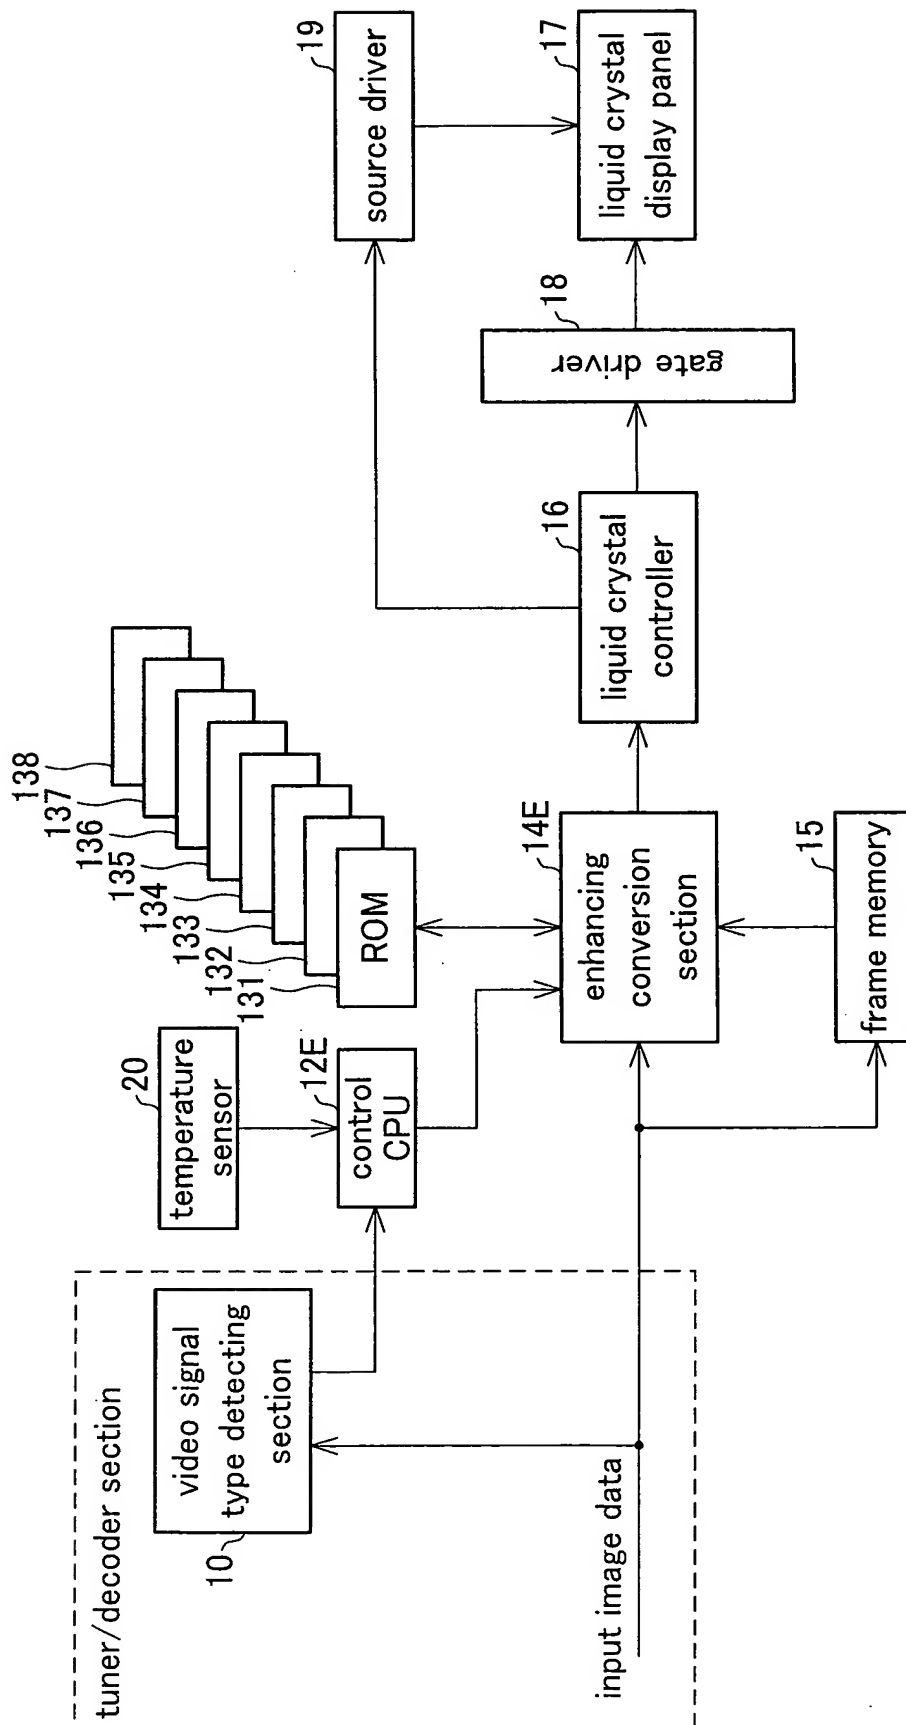 tuner/decoder section
video signal
type detecting
section
10
input image data
20
temperature
sensor
12E
control
CPU
131
132
133
134
135
136
137
138
ROM
14E
enhancing
conversion
section
15
frame memory
16
liquid crystal
controller
18
gate driver
19
source driver
17
liquid crystal
display panel